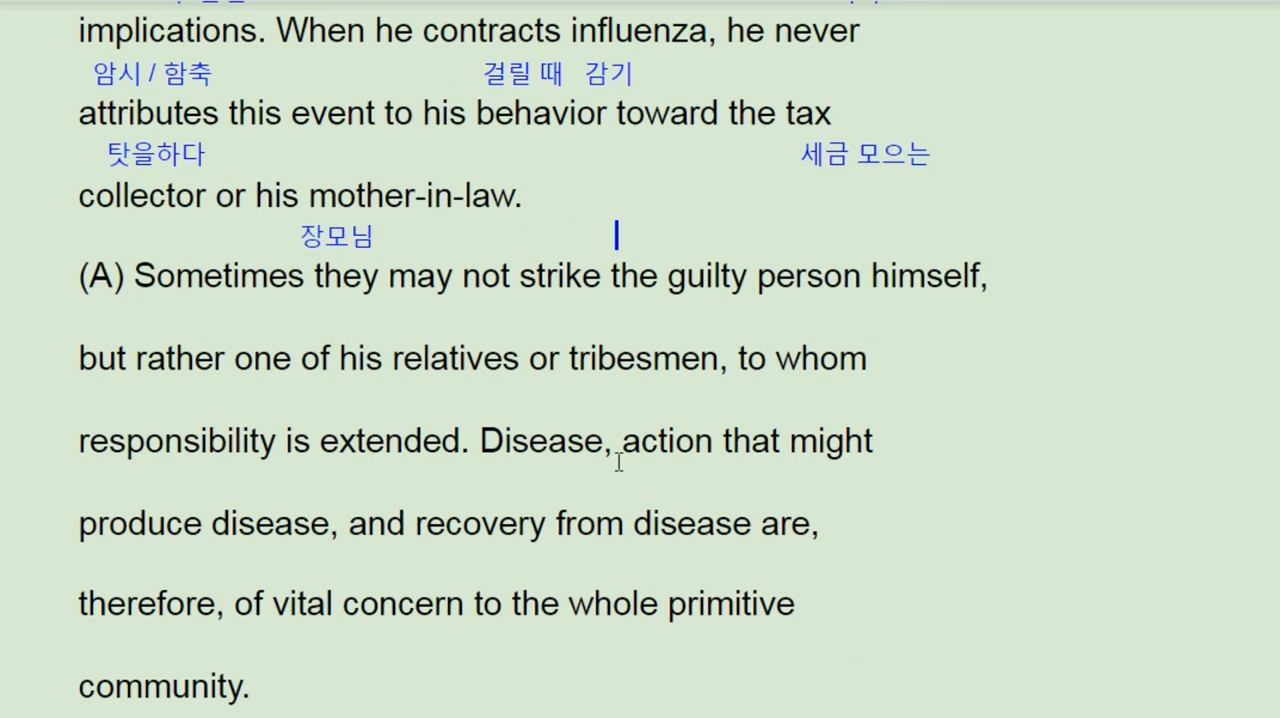 implications. When he contracts influenza, he never
암시 / 함축 걸릴 때 감기
attributes this event to his behavior toward the tax
탓을하다 세금 모으는
collector or his mother-in-law.
장모님
(A) Sometimes they may not strike the guilty person himself,
but rather one of his relatives or tribesmen, to whom
responsibility is extended. Disease, action that might
produce disease, and recovery from disease are,
therefore, of vital concern to the whole primitive
community.